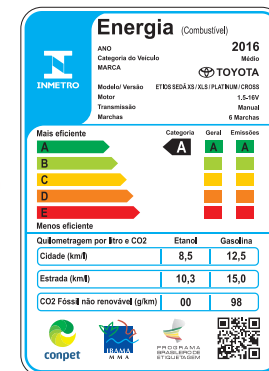 Energia (Combustível)
ANO 2016
Categoria do Veículo Médio
MARCA TOYOTA
INMETRO
Modelo/ Versão ETIOS SEDÃ XS / XLS / PLATINUM / CROSS
Motor 1.5-16V
Transmissão Manual
Marchas 6 Marchas
Mais eficiente Categoria Geral Emissões
A A A A
B
C
D
E
Menos eficiente
Quilometragem por litro e CO2 Etanol Gasolina
Cidade (km/l) 8,5 12,5
Estrada (km/l) 10,3 15,0
CO2 Fóssil não renovável (g/km) 00 98
conpet
IBAMA
MMA
PROGRAMA
BRASILEIRO DE
ETIQUETAGEM